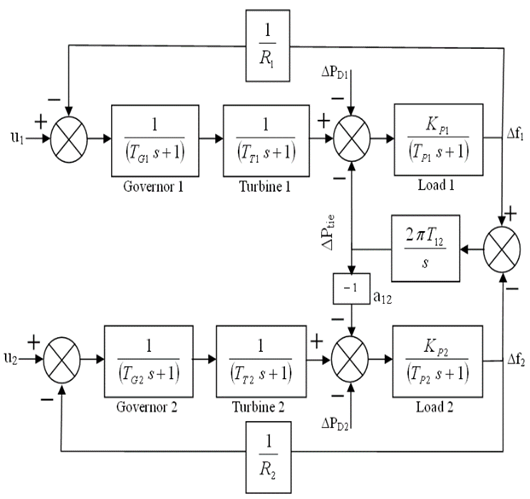 1
R₁
ΔP_D1
−
−
u₁ + 1 1 + K_P1 Δf₁
(T_G1 s+1) (T_T1 s+1) (T_P1 s+1)
Governor 1 Turbine 1 Load 1
−
+
ΔPtie
2πT₁₂
s
−1
a₁₂
−
−
u₂ + 1 1 + K_P2 Δf₂
(T_G2 s+1) (T_T2 s+1) (T_P2 s+1)
−
−
Governor 2 Turbine 2 Load 2
ΔP_D2
1
R₂